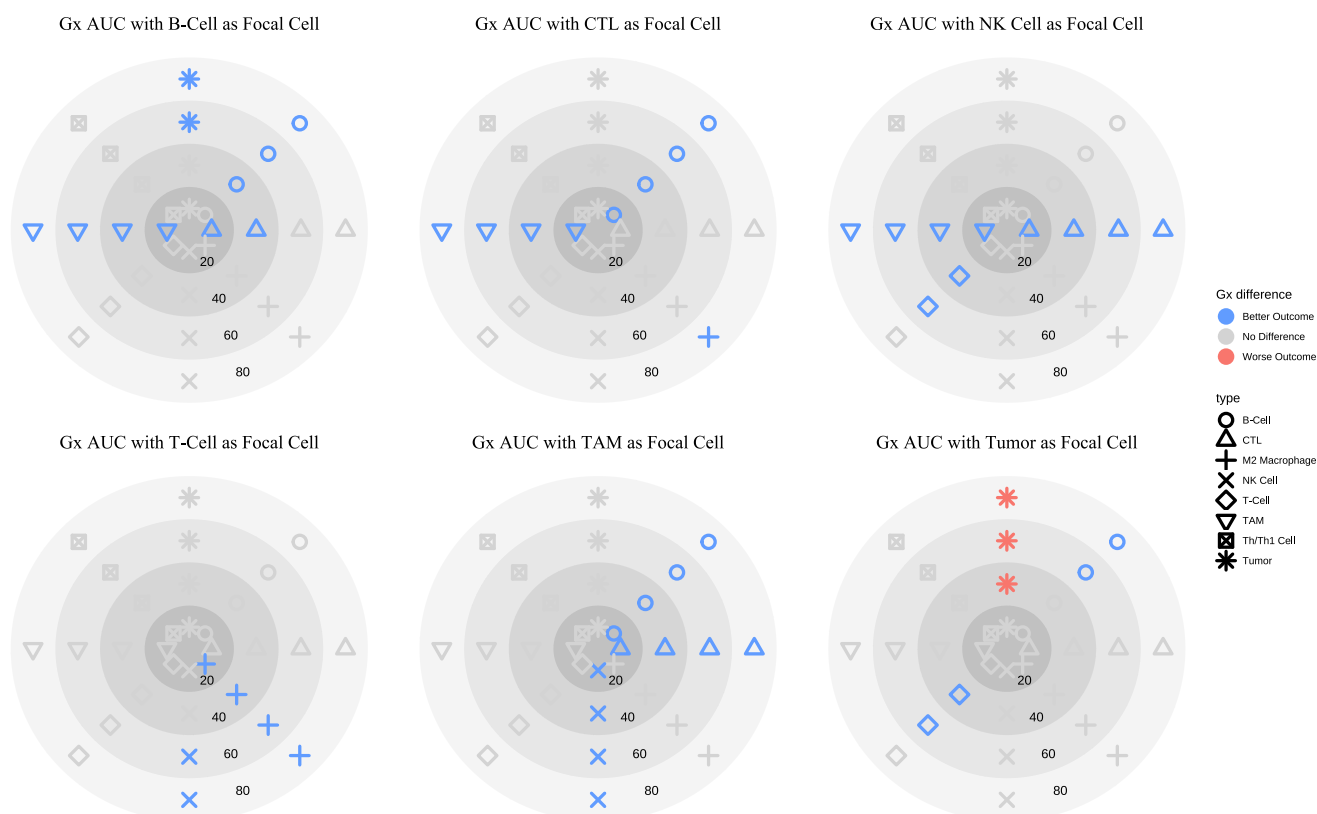 Gx AUC with B-Cell as Focal Cell
Gx AUC with CTL as Focal Cell
Gx AUC with NK Cell as Focal Cell
20
40
60
80
20
40
60
80
20
40
60
80
Gx AUC with T-Cell as Focal Cell
Gx AUC with TAM as Focal Cell
Gx AUC with Tumor as Focal Cell
20
40
60
80
20
40
60
80
20
40
60
80
Gx difference
Better Outcome
No Difference
Worse Outcome
type
B-Cell
CTL
M2 Macrophage
NK Cell
T-Cell
TAM
Th/Th1 Cell
Tumor